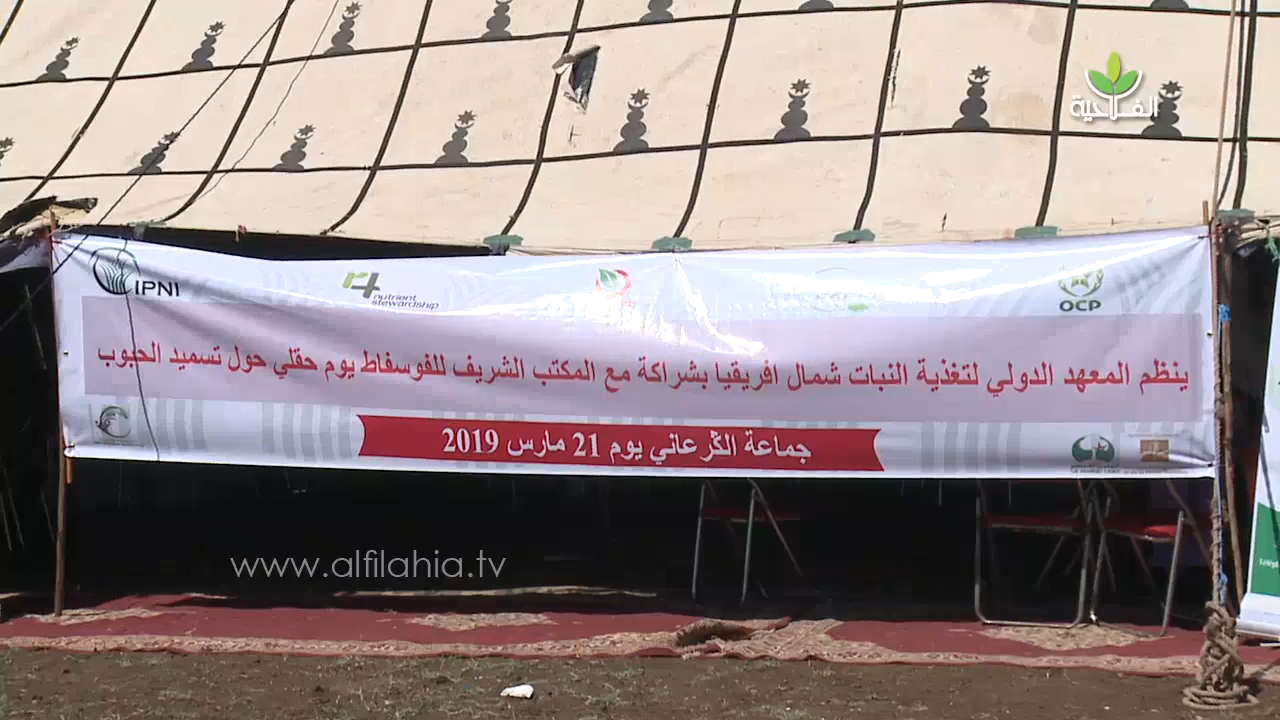 الفلاحية
IPNI
r4 nutrient
stewardship
OCP
ينظم المعهد الدولي لتغذية النبات شمال افريقيا بشراكة مع المكتب الشريف للفوسفاط يوم حقلي حول تسميد الحبوب
جماعة الكرعاني يوم 21 مارس 2019
www.alfilahia.tv